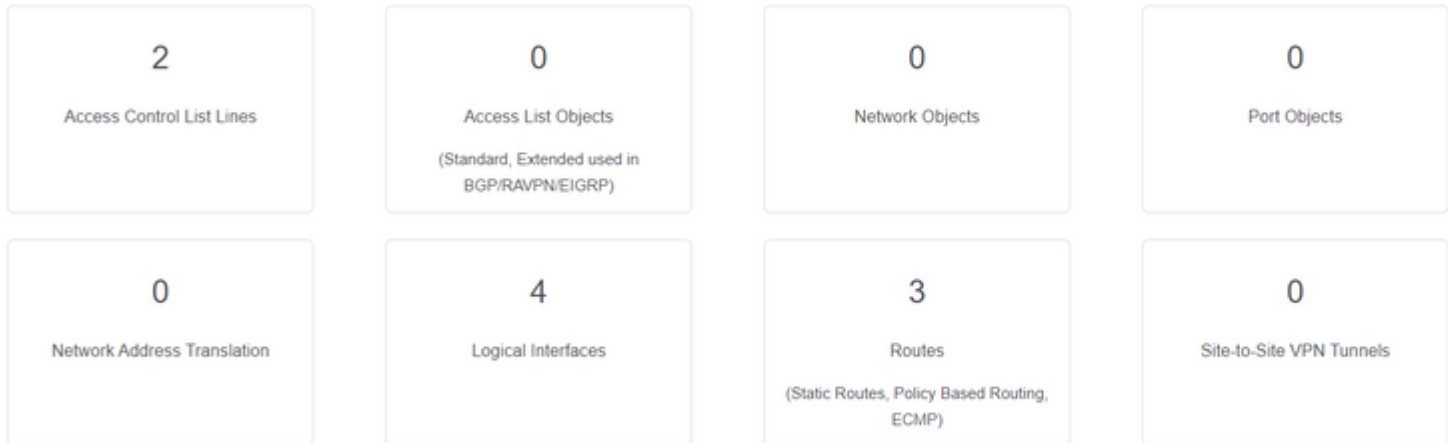 2
Access Control List Lines
0
Access List Objects
(Standard, Extended used in
BGP/RAVPN/EIGRP)
0
Network Objects
0
Port Objects
0
Network Address Translation
4
Logical Interfaces
3
Routes
(Static Routes, Policy Based Routing,
ECMP)
0
Site-to-Site VPN Tunnels